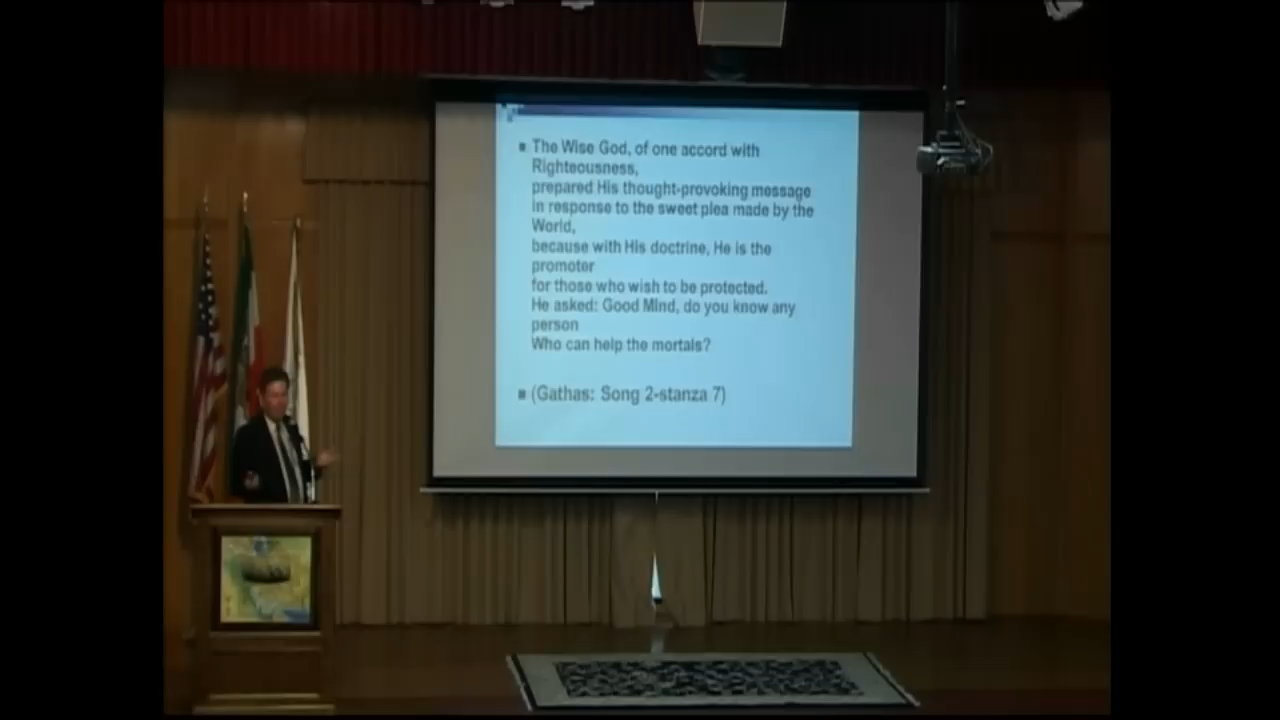 The Wise God, of one accord with
Righteousness,
prepared His thought-provoking message
in response to the sweet plea made by the
World,
because with His doctrine, He is the
promoter
for those who wish to be protected.
He asked: Good Mind, do you know any
person
Who can help the mortals?
(Gathas: Song 2-stanza 7)